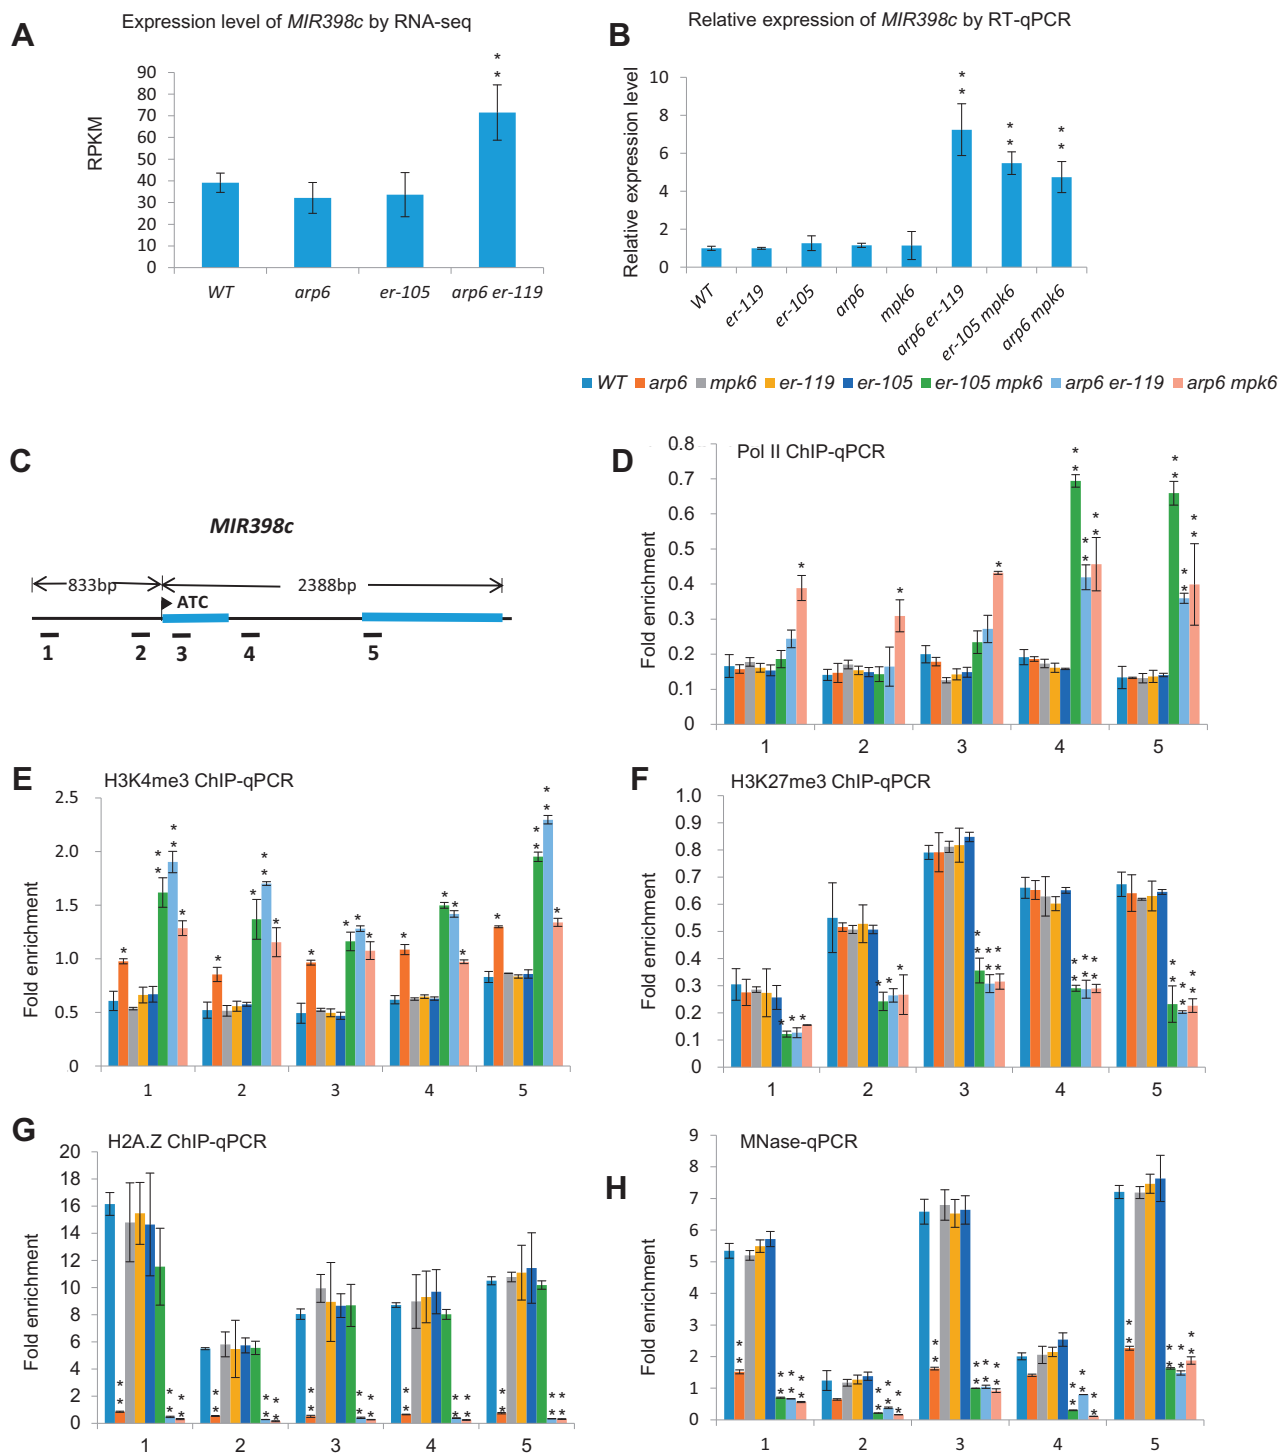 A
Expression level of MIR398c by RNA-seq
* *
RPKM
90
80
70
60
50
40
30
20
10
0
WT arp6 er-105 arp6 er-119
B
Relative expression of MIR398c by RT-qPCR
* * * * * *
Relative expression level
10
8
6
4
2
0
WT er-119 er-105 arp6 mpk6 arp6 er-119 er-105 mpk6 arp6 mpk6
WT arp6 mpk6 er-119 er-105 er-105 mpk6 arp6 er-119 arp6 mpk6
C
MIR398c
833bp 2388bp
ATC
1 2 3 4 5
D
Pol II ChIP-qPCR
Fold enrichment
0.8
0.7
0.6
0.5
0.4
0.3
0.2
0.1
0
1 2 3 4 5
E
H3K4me3 ChIP-qPCR
Fold enrichment
2.5
2.0
1.5
1.0
0.5
0
1 2 3 4 5
F
H3K27me3 ChIP-qPCR
Fold enrichment
1.0
0.9
0.8
0.7
0.6
0.5
0.4
0.3
0.2
0.1
0
1 2 3 4 5
G
H2A.Z ChIP-qPCR
Fold enrichment
20
18
16
14
12
10
8
6
4
2
0
1 2 3 4 5
H
MNase-qPCR
Fold enrichment
9
8
7
6
5
4
3
2
1
0
1 2 3 4 5